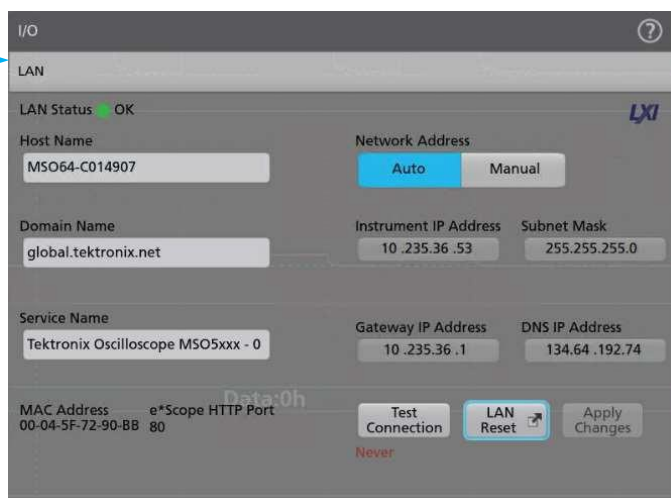 I/O
?
LAN
LAN Status OK
LXI
Host Name
MSO64-C014907
Network Address
Auto Manual
Domain Name
global.tektronix.net
Instrument IP Address Subnet Mask
10 .235.36 .53 255.255.255.0
Service Name
Tektronix Oscilloscope MSO5xxx - 0
Gateway IP Address DNS IP Address
10 .235.36 .1 134.64 .192.74
Data:0h
MAC Address e*Scope HTTP Port
00-04-5F-72-90-BB 80
Test Connection
LAN Reset
Apply Changes
Never